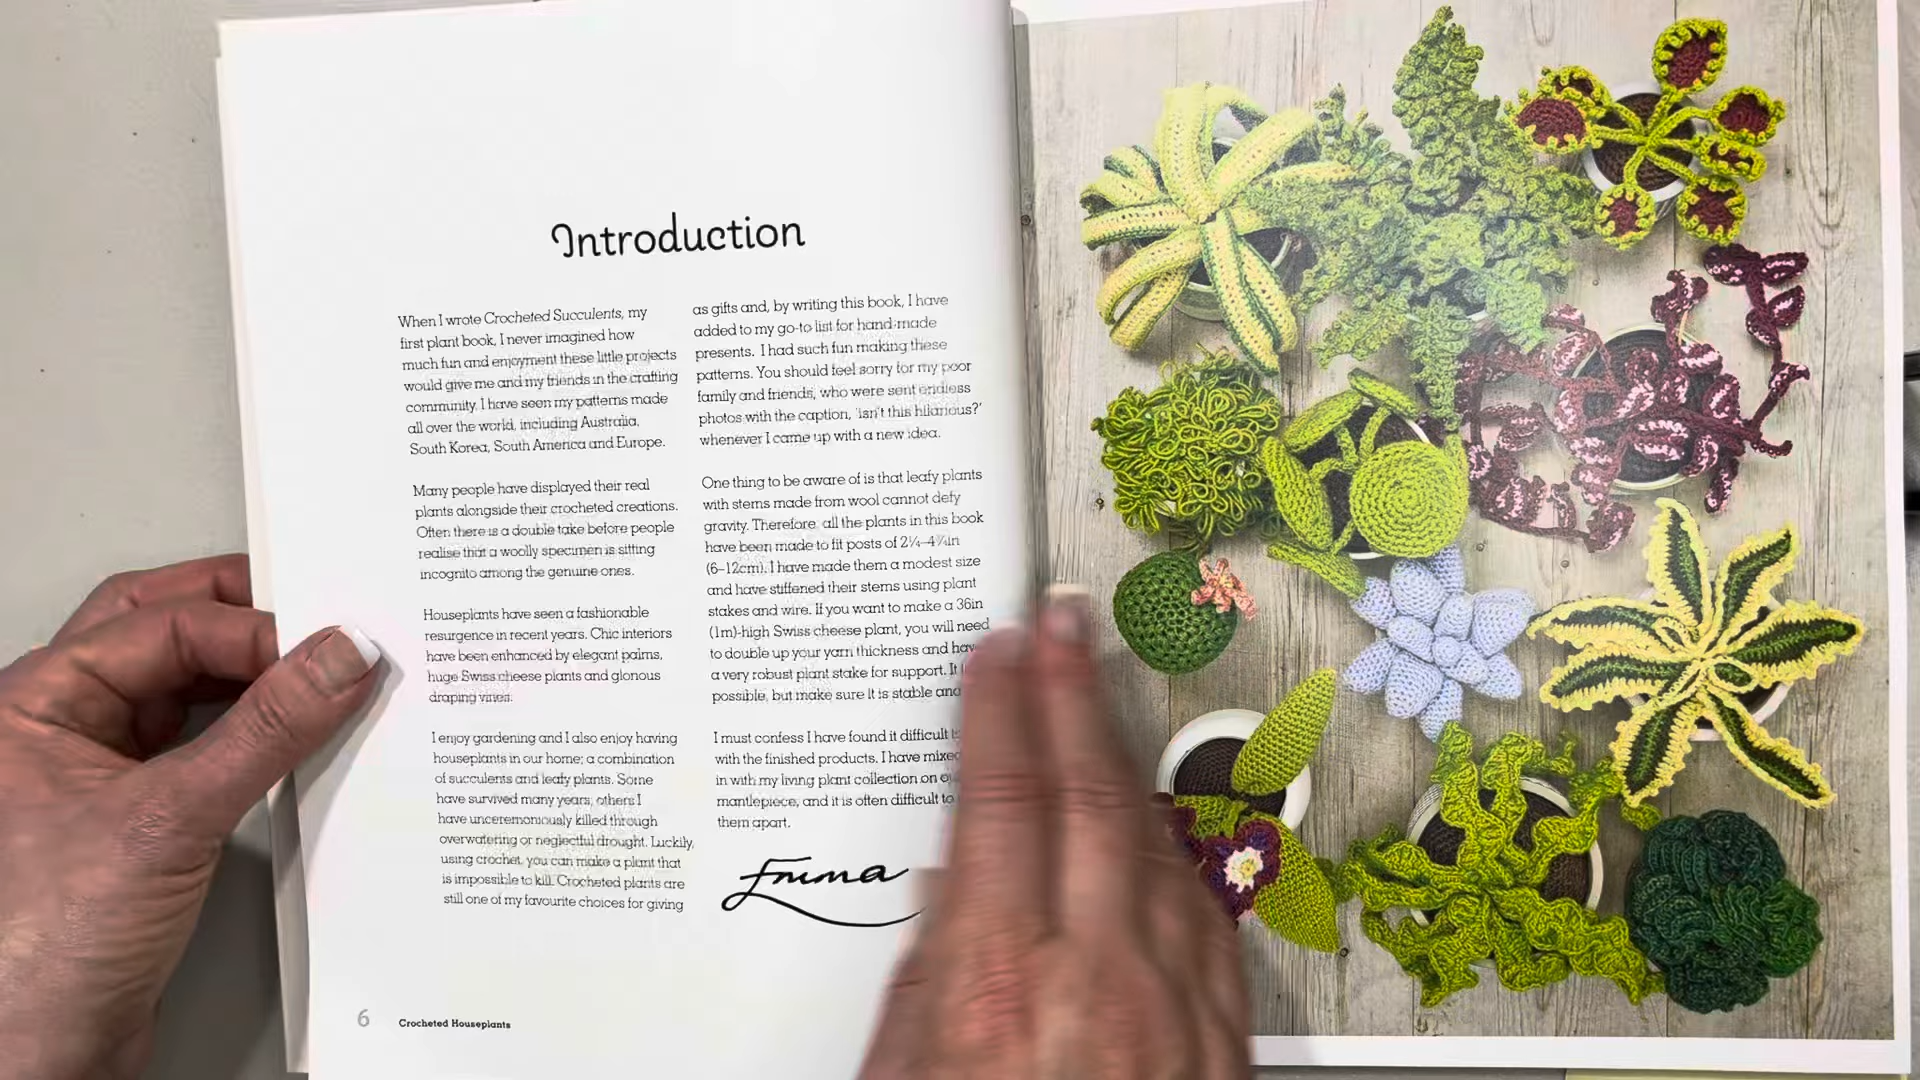 Introduction
When I wrote Crocheted Succulents, my
first plant book, I never imagined how
much fun and enjoyment these little projects
would give me and my friends in the crafting
community. I have seen my patterns made
all over the world, including Australia,
South Korea, South America and Europe.
Many people have displayed their real
plants alongside their crocheted creations.
Often there is a double take before people
realise that a woolly specimen is sitting
incognito among the genuine ones.
Houseplants have seen a fashionable
resurgence in recent years. Chic interiors
have been enhanced by elegant palms,
huge Swiss cheese plants and glorious
draping vines.
I enjoy gardening and I also enjoy having
houseplants in our home; a combination
of succulents and leafy plants. Some
have survived many years, others I
have unceremoniously killed through
overwatering or neglectful drought. Luckily,
using crochet, you can make a plant that
is impossible to kill. Crocheted plants are
still one of my favourite choices for giving
as gifts and, by writing this book, I have
added to my go-to list for hand-made
presents. I had such fun making these
patterns. You should feel sorry for my poor
family and friends, who were sent endless
photos with the caption, 'isn't this hilarious?'
whenever I came up with a new idea.
One thing to be aware of is that leafy plants
with stems made from wool cannot defy
gravity. Therefore, all the plants in this book
have been made to fit posts of 2¼–4¾in
(6–12cm). I have made them a modest size
and have stiffened their stems using plant
stakes and wire. If you want to make a 36in
(1m)-high Swiss cheese plant, you will need
to double up your yarn thickness and hav
a very robust plant stake for support. It
possible, but make sure it is stable and
I must confess I have found it difficult
with the finished products. I have mixed
in with my living plant collection on
mantlepiece, and it is often difficult to
them apart.
Emma
6 Crocheted Houseplants